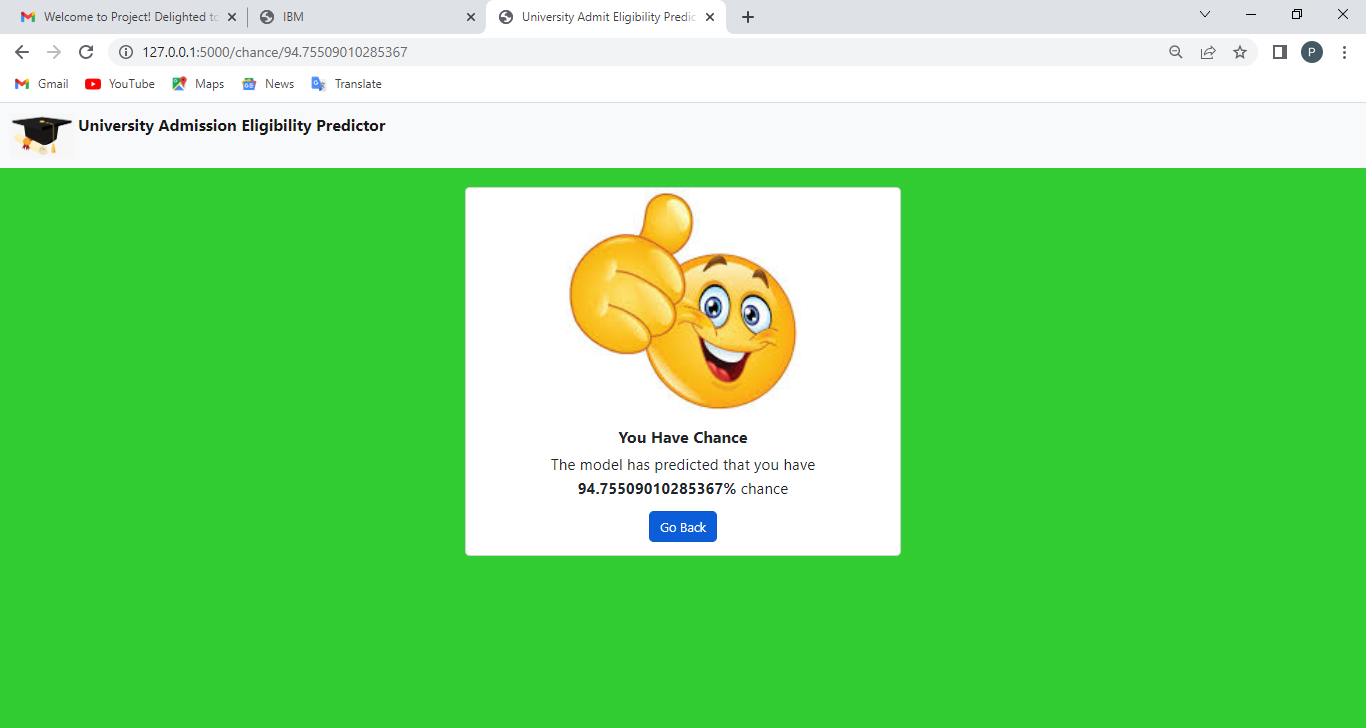 Welcome to Project! Delighted to
IBM
University Admit Eligibility Predic
127.0.0.1:5000/chance/94.75509010285367
P
Gmail
YouTube
Maps
News
Translate
University Admission Eligibility Predictor
You Have Chance
The model has predicted that you have
94.75509010285367% chance
Go Back